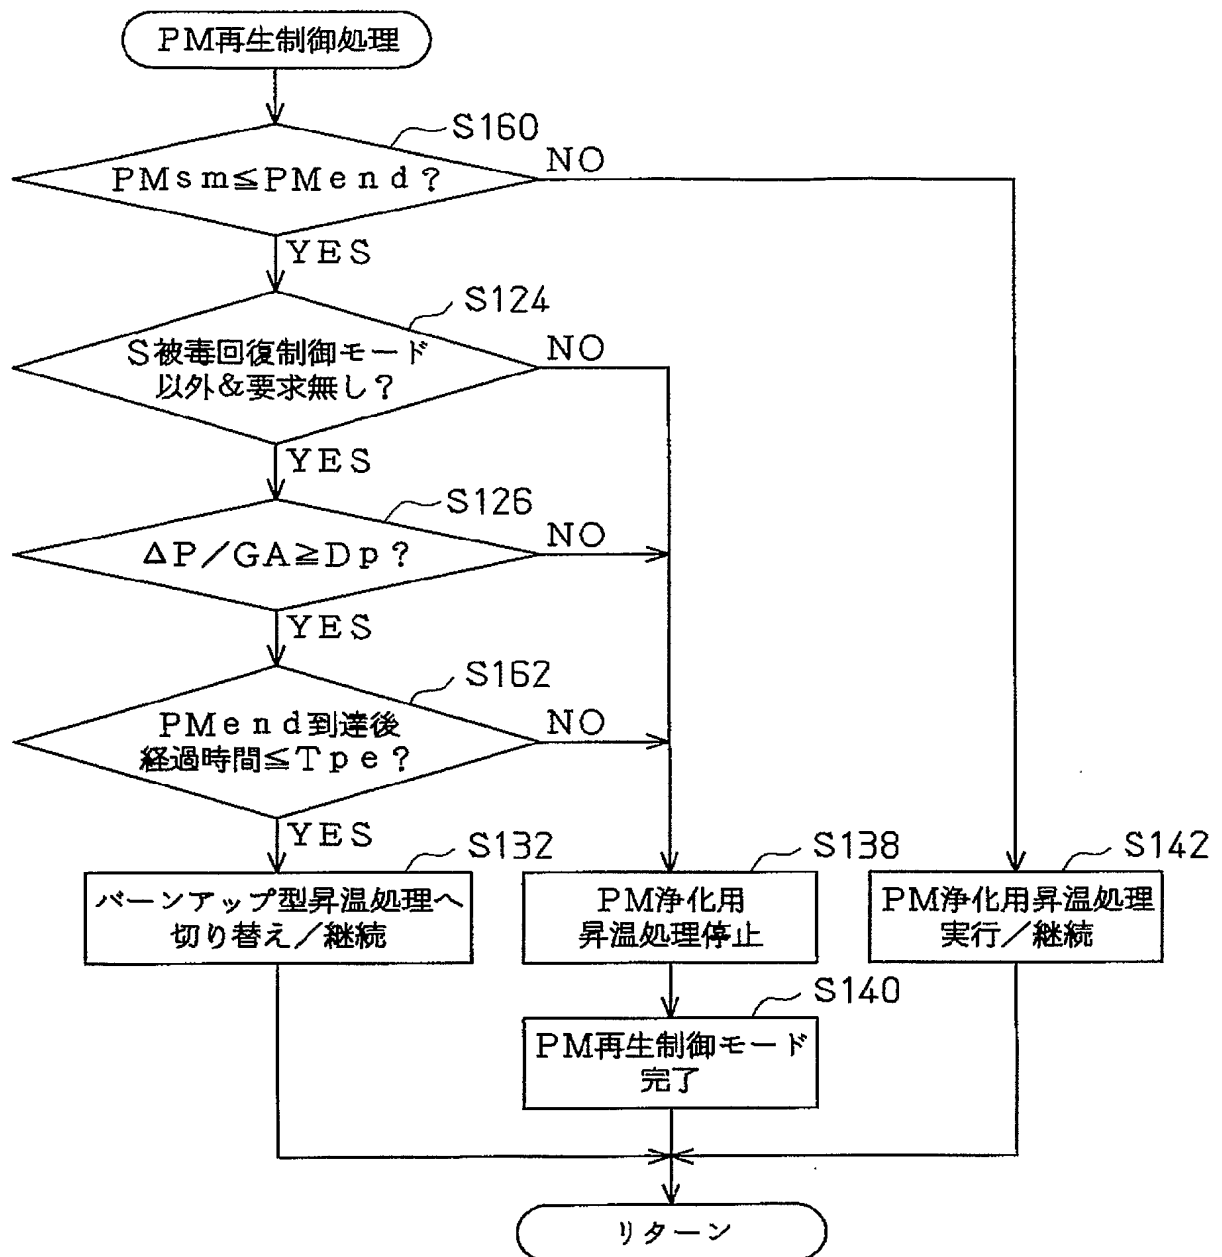 PM再生制御処理
S160
PMsm≦PMend？
NO
YES
S124
S被毒回復制御モード
以外＆要求無し？
NO
YES
S126
ΔP／GA≧Dp？
NO
YES
S162
PMend到達後
経過時間≦Tpe？
NO
YES
S132
バーンアップ型昇温処理へ
切り替え／継続
S138
PM浄化用
昇温処理停止
S142
PM浄化用昇温処理
実行／継続
S140
PM再生制御モード
完了
リターン